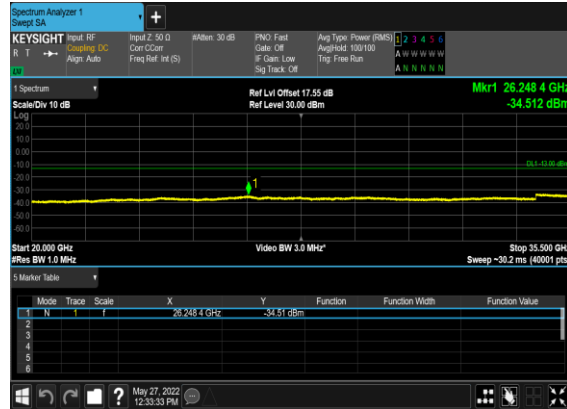 Spectrum Analyzer 1
Swept SA
+
KEYSIGHT Input: RF Input Z: 50 Ω #Atten: 30 dB PNO: Fast Avg Type: Power (RMS) 1 2 3 4 5 6
R T Coupling: DC Corr CCorr Gate: Off Avg|Hold: 100/100 A W W W W W
Align: Auto Freq Ref: Int (S) IF Gain: Low Trig: Free Run
Sig Track: Off A N N N N N
1 Spectrum Ref Lvl Offset 17.55 dB Mkr1 26.248 4 GHz
Scale/Div 10 dB Ref Level 30.00 dBm -34.512 dBm
Log
20.0
10.0
0.00
-10.0 DL1 -13.00 dBm
-20.0
-30.0 1
-40.0
-50.0
-60.0
Start 20.000 GHz Video BW 3.0 MHz* Stop 35.500 GHz
#Res BW 1.0 MHz Sweep ~30.2 ms (40001 pts)
5 Marker Table
Mode Trace Scale X Y Function Function Width Function Value
1 N 1 f 26.248 4 GHz -34.51 dBm
2
3
4
5
6
? May 27, 2022
12:33:33 PM